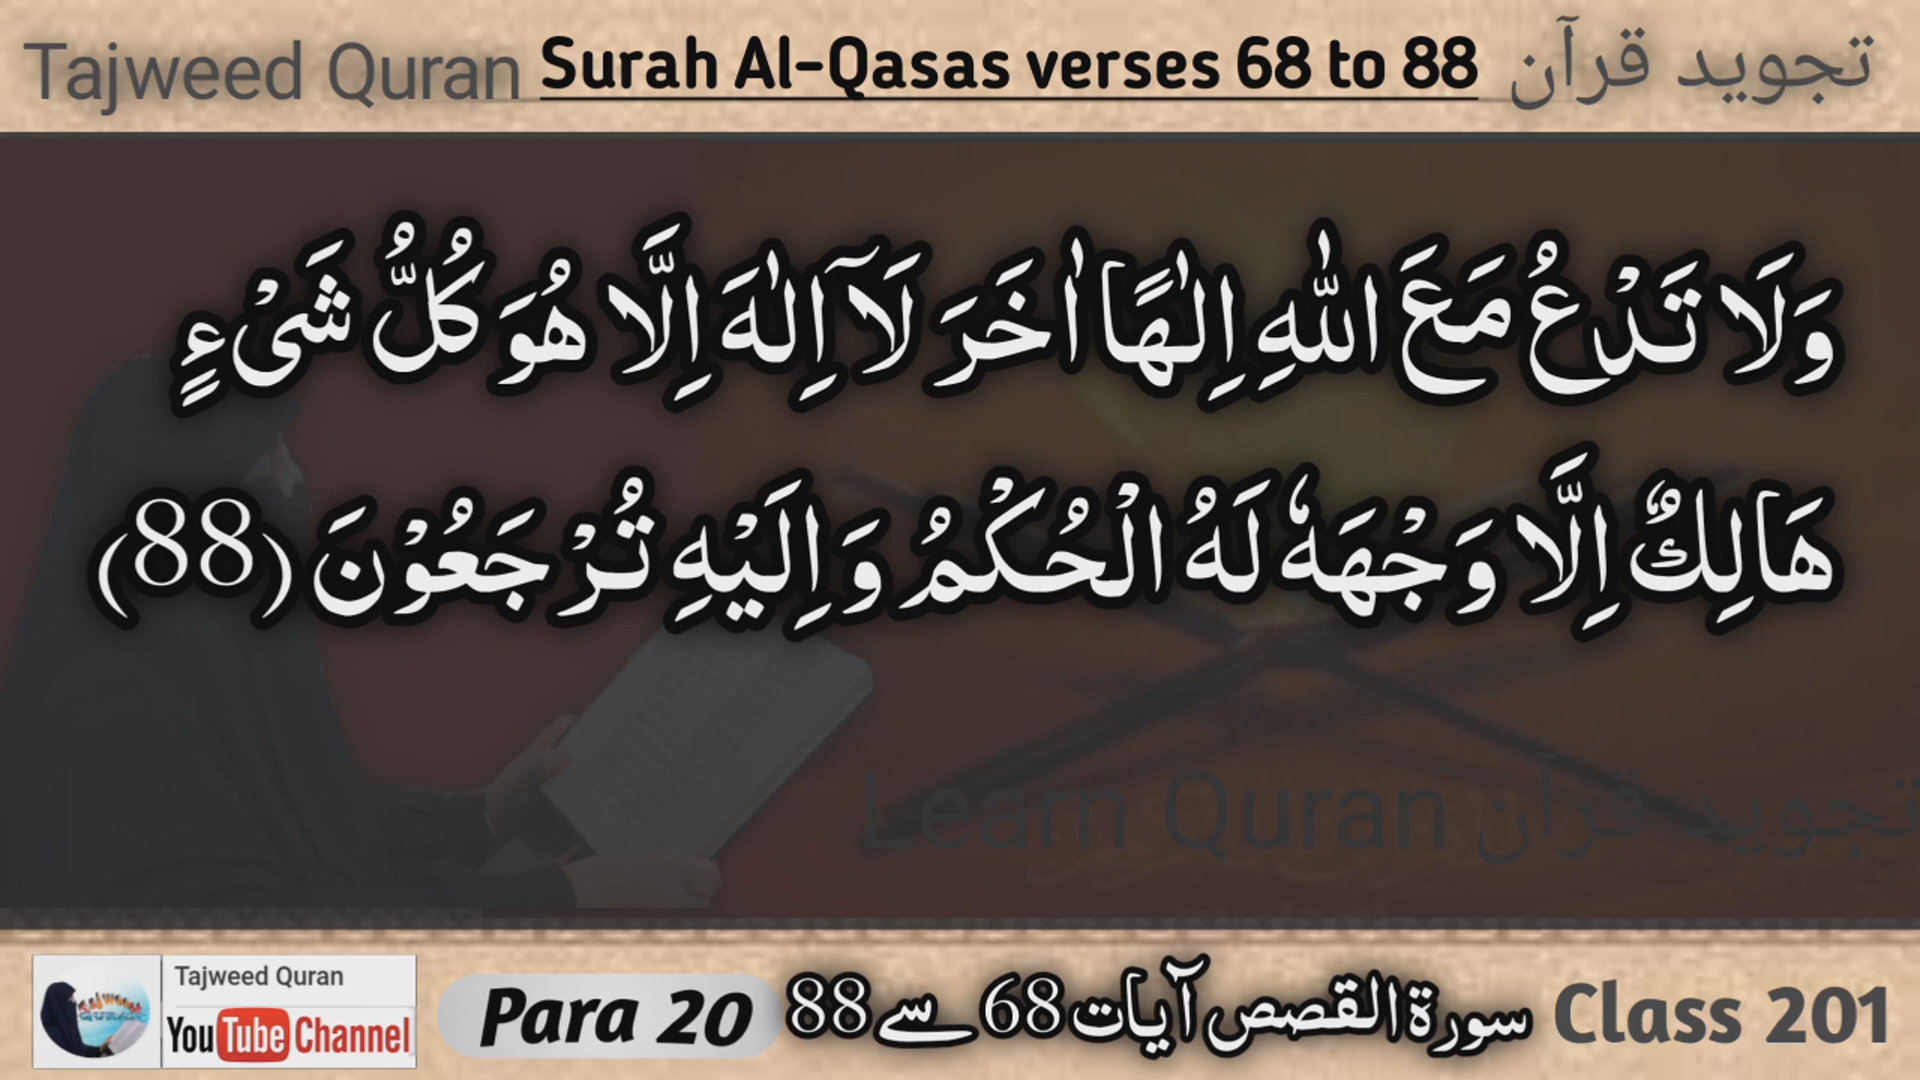 Tajweed Quran Surah Al-Qasas verses 68 to 88 تجوید قرآن
وَلَا تَدْعُ مَعَ اللّٰهِ اِلٰهًا اٰخَرَ لَاۤ اِلٰهَ اِلَّا هُوَ كُلُّ شَیْءٍ
هَالِكٌ اِلَّا وَجْهَهٗ لَهُ الْحُكْمُ وَ اِلَیْهِ تُرْجَعُوْنَ (88)
Learn Quran تجوید قرآن
Tajweed Quran
YouTube Channel
Para 20 سورۃ القصص آیات 68 سے 88 Class 201